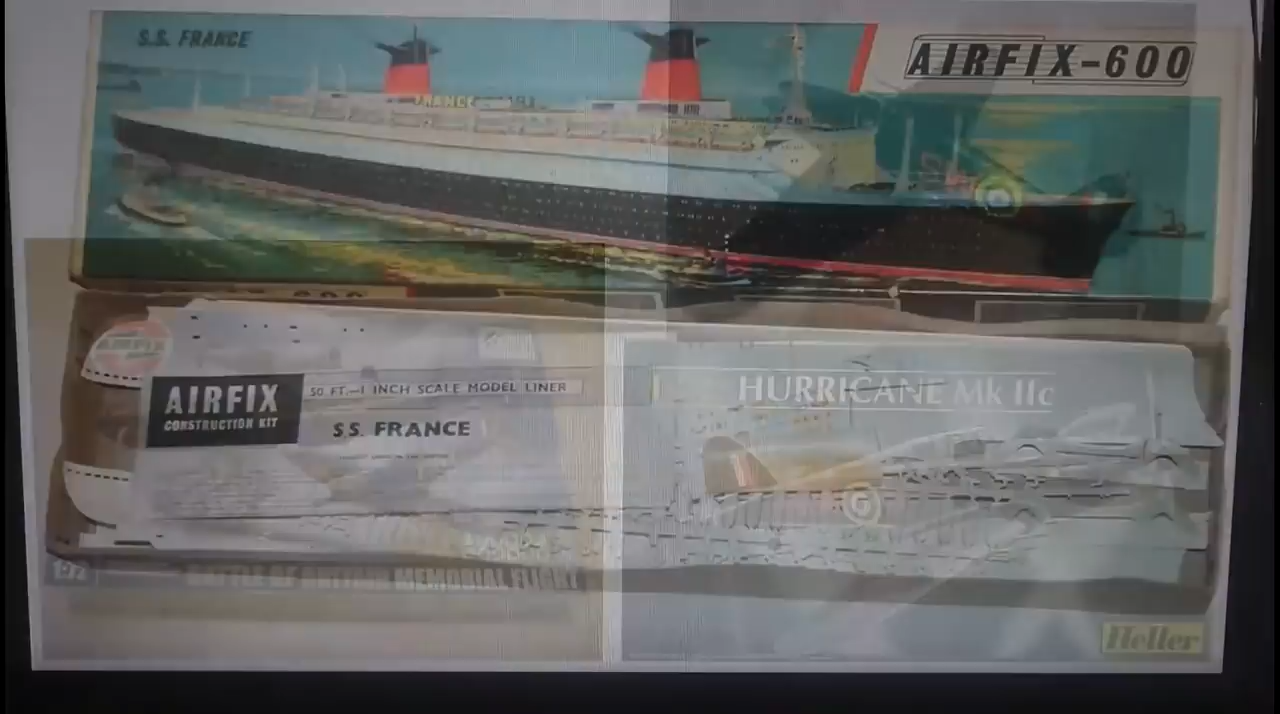 S.S. FRANCE
AIRFIX-600
FRANCE
600
AIRFIX
CONSTRUCTION KIT
50 FT.—1 INCH SCALE MODEL LINER
S.S. FRANCE
HURRICANE Mk IIc
1:72
BATTLE OF BRITAIN MEMORIAL FLIGHT
Heller